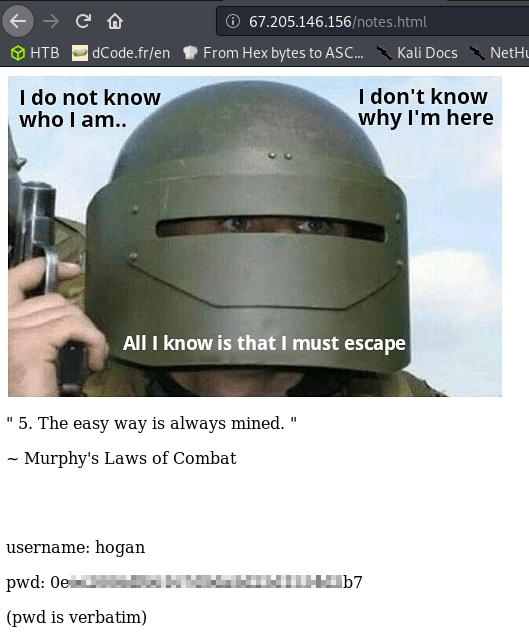 67.205.146.156/notes.html
HTB dCode.fr/en From Hex bytes to ASC... Kali Docs NetHu
I do not know
who I am..
I don't know
why I'm here
All I know is that I must escape
" 5. The easy way is always mined. "
~ Murphy's Laws of Combat
username: hogan
pwd: 0e b7
(pwd is verbatim)